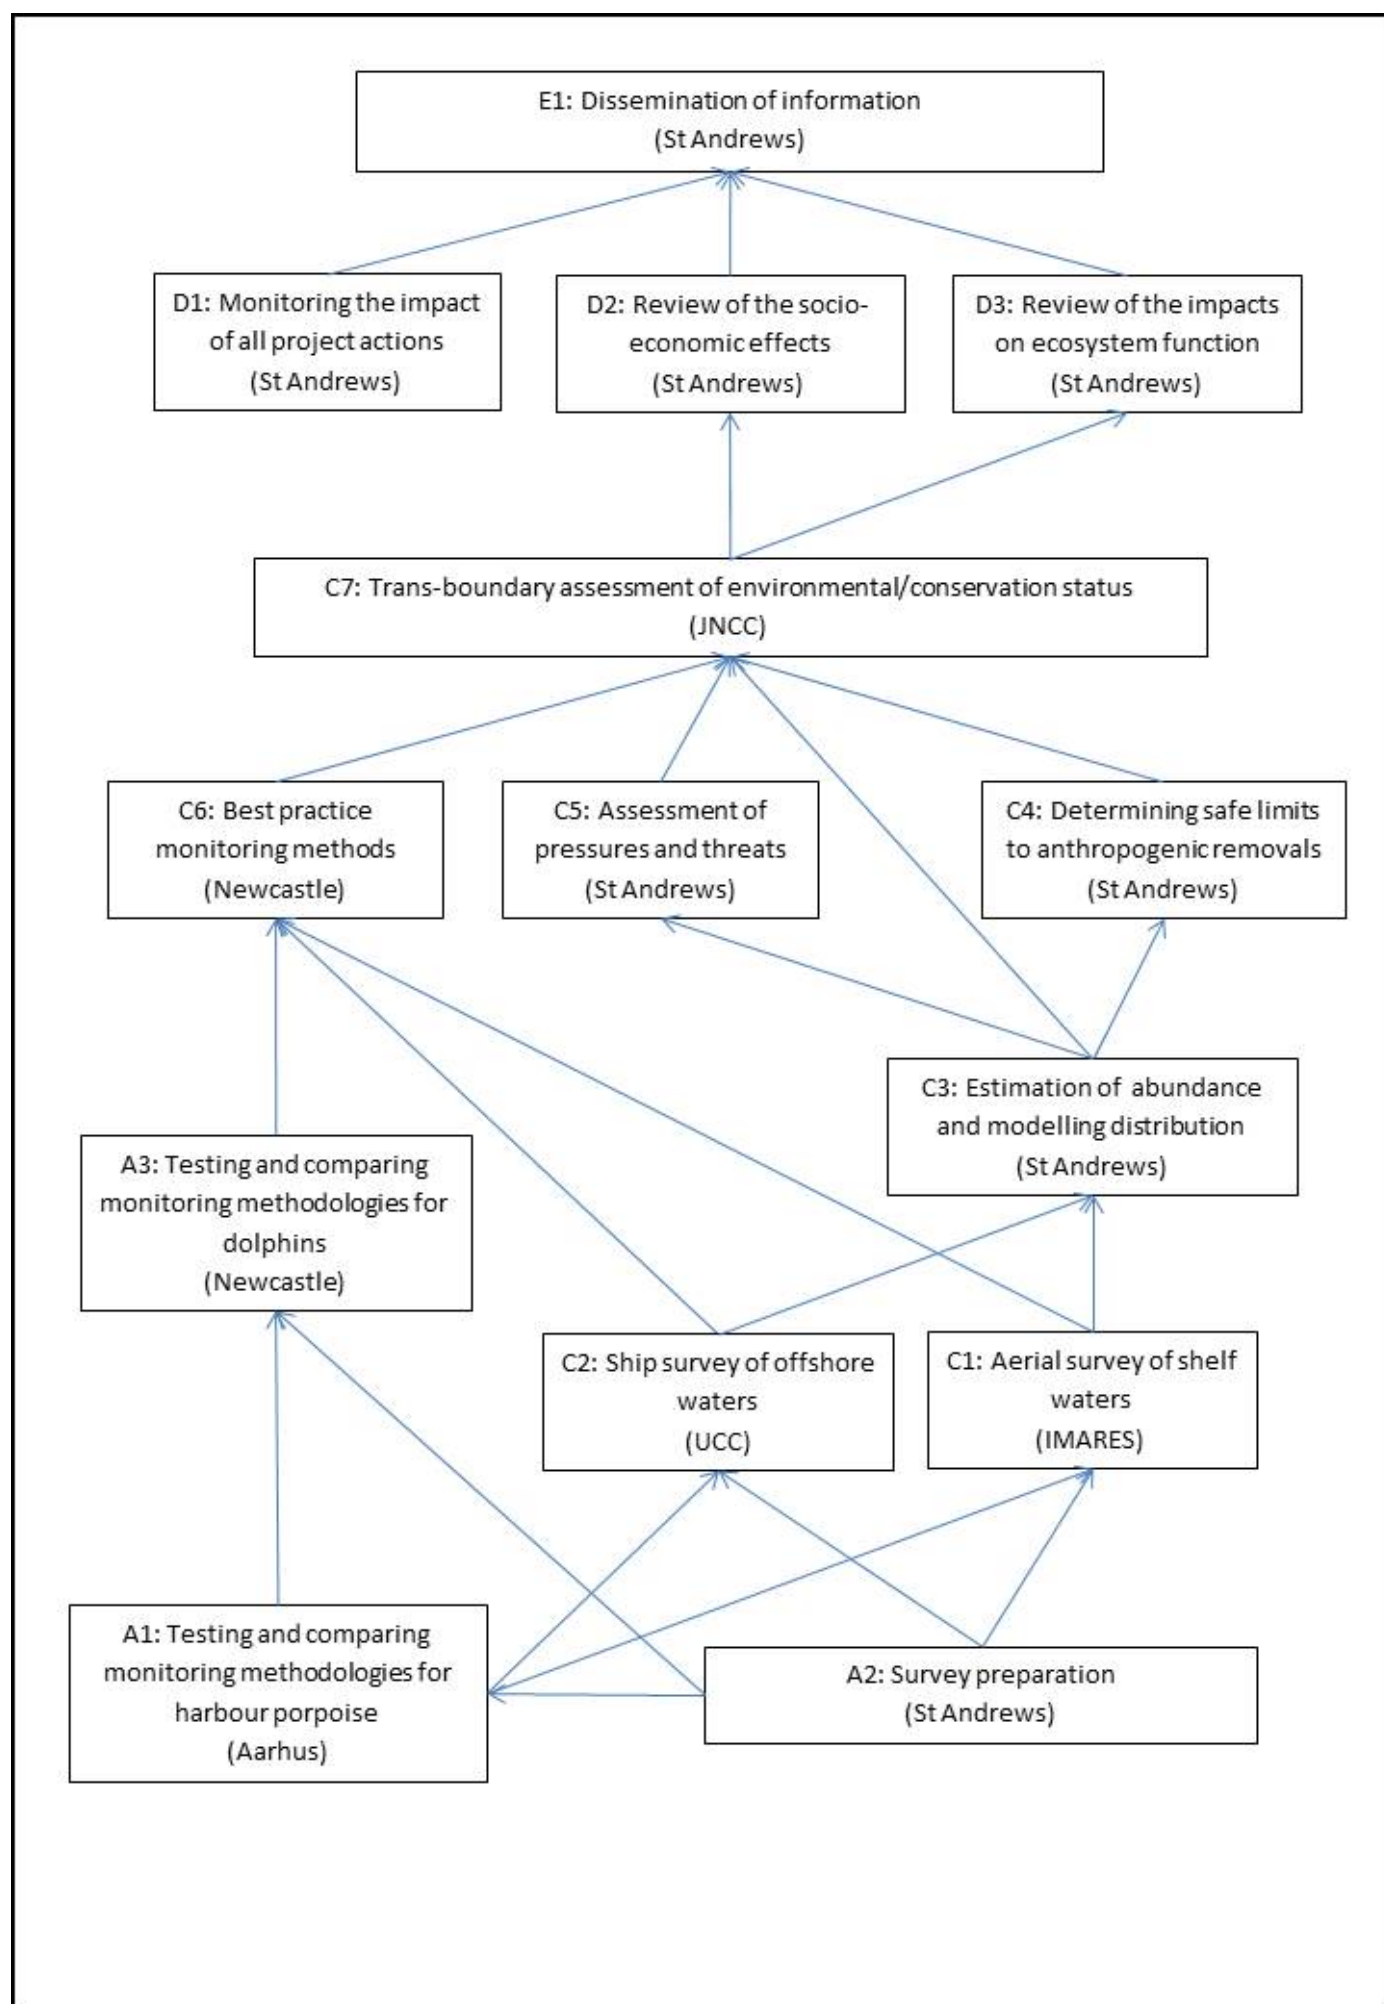 E1: Dissemination of information
(St Andrews)
D1: Monitoring the impact
of all project actions
(St Andrews)
D2: Review of the socio-
economic effects
(St Andrews)
D3: Review of the impacts
on ecosystem function
(St Andrews)
C7: Trans-boundary assessment of environmental/conservation status
(JNCC)
C6: Best practice
monitoring methods
(Newcastle)
C5: Assessment of
pressures and threats
(St Andrews)
C4: Determining safe limits
to anthropogenic removals
(St Andrews)
C3: Estimation of abundance
and modelling distribution
(St Andrews)
A3: Testing and comparing
monitoring methodologies for
dolphins
(Newcastle)
C2: Ship survey of offshore
waters
(UCC)
C1: Aerial survey of shelf
waters
(IMARES)
A1: Testing and comparing
monitoring methodologies for
harbour porpoise
(Aarhus)
A2: Survey preparation
(St Andrews)